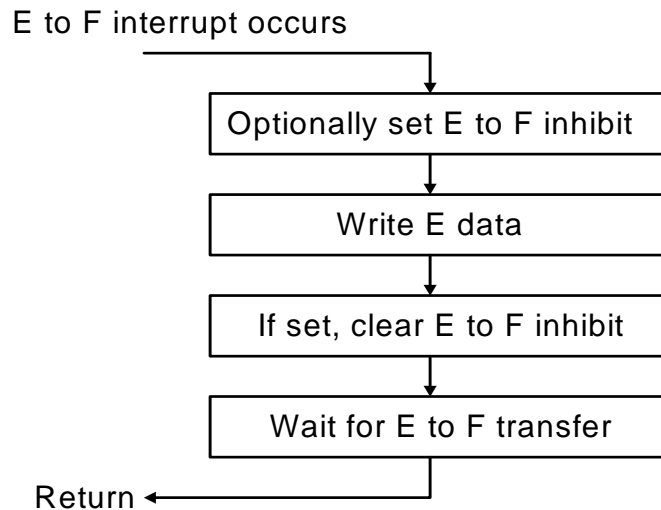 E to F interrupt occurs
Optionally set E to F inhibit
Write E data
If set, clear E to F inhibit
Wait for E to F transfer
Return